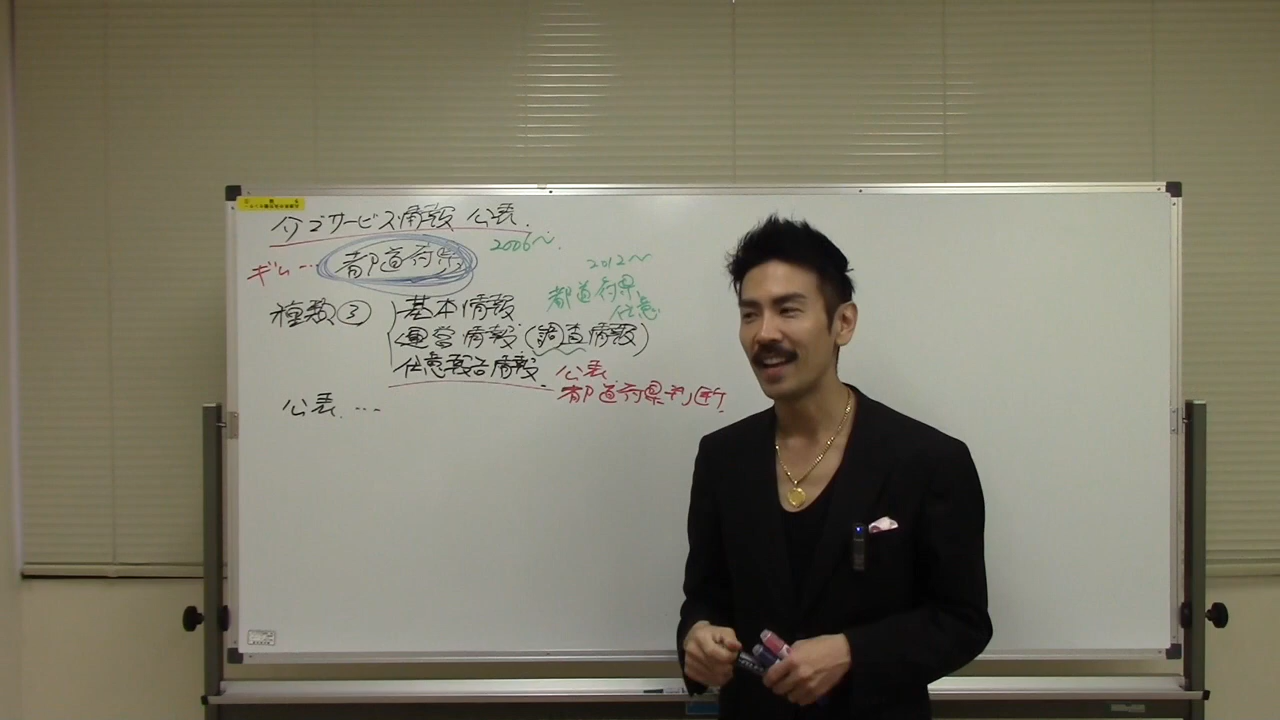 介ゴサービス情報 公表.
2006〜.
ギム… 都道府県
2012〜
都道府県
任意
種類③ 基本情報
運営情報 (調査情報)
任意報告情報.
公表
都道府県判断.
公表. …